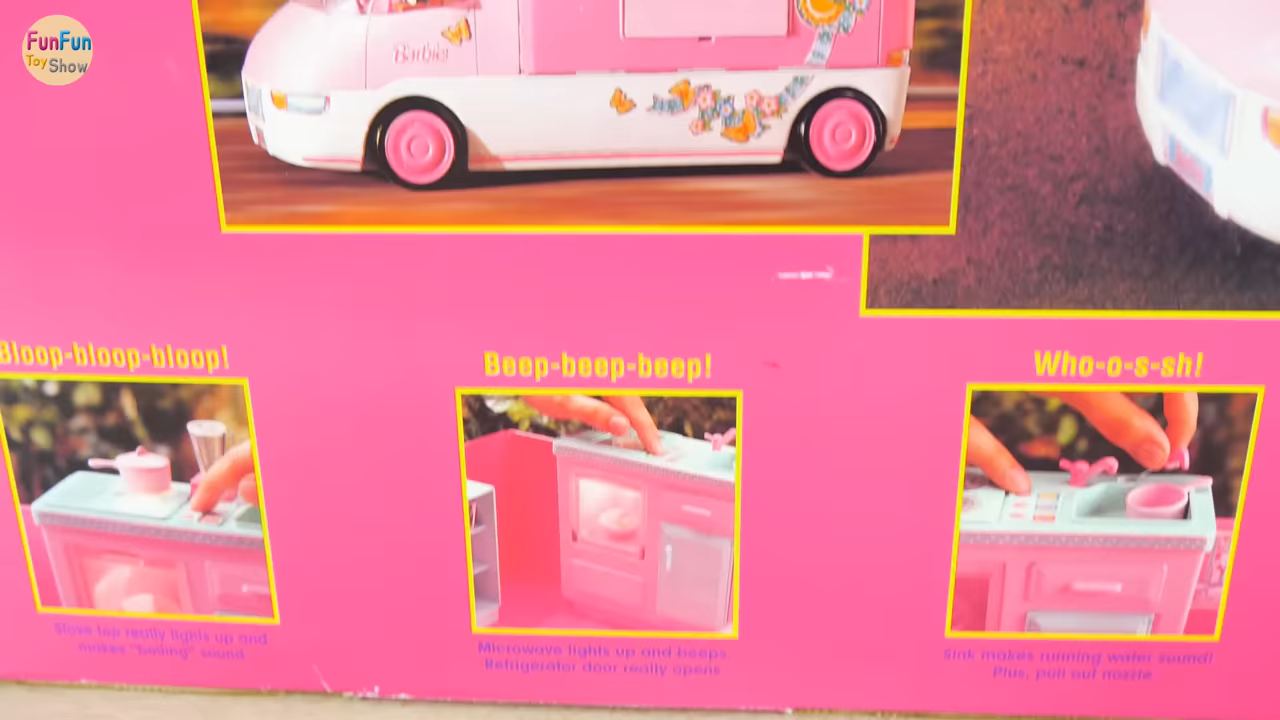 FunFun
Toy Show
Barbie
Bloop-bloop-bloop!
Beep-beep-beep!
Who-o-s-sh!
Stove top really lights up and
makes "boiling" sound
Microwave lights up and beeps.
Refrigerator door really opens
Sink makes running water sound!
Plus, pull out nozzle